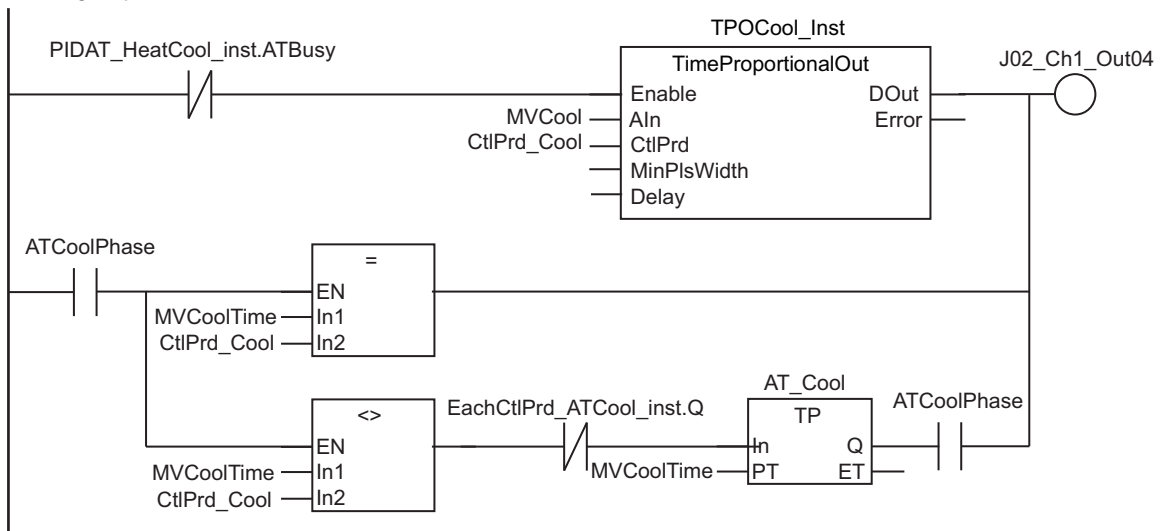 TPOCool_Inst
PIDAT_HeatCool_inst.ATBusy
J02_Ch1_Out04
TimeProportionalOut
Enable DOut
MVCool AIn Error
CtlPrd_Cool CtlPrd
MinPlsWidth
Delay
ATCoolPhase
=
EN
MVCoolTime In1
CtlPrd_Cool In2
AT_Cool
<> EachCtlPrd_ATCool_inst.Q TP ATCoolPhase
EN In Q
MVCoolTime In1 MVCoolTime PT ET
CtlPrd_Cool In2